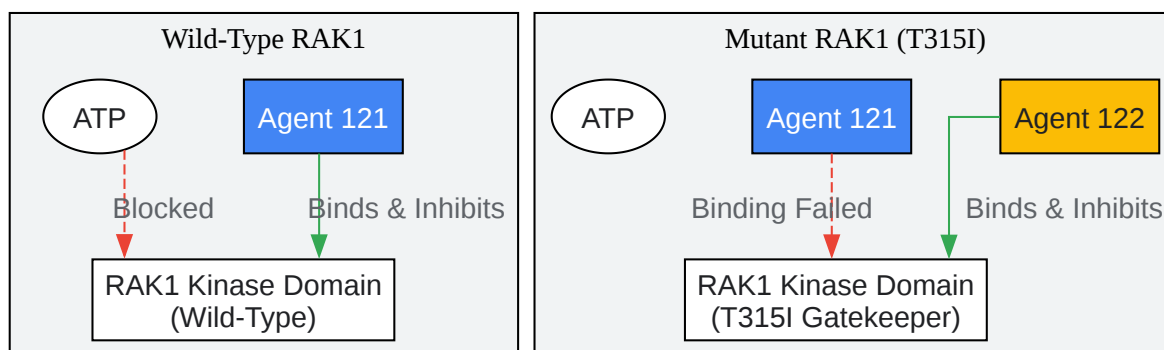 Wild-Type RAK1
ATP
Agent 121
Blocked
Binds & Inhibits
RAK1 Kinase Domain
(Wild-Type)
Mutant RAK1 (T315I)
ATP
Agent 121
Agent 122
Binding Failed
Binds & Inhibits
RAK1 Kinase Domain
(T315I Gatekeeper)